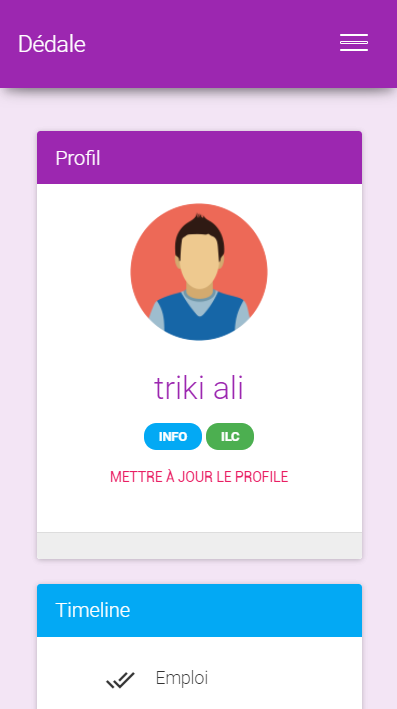 Dédale
Profil
triki ali
INFO ILC
METTRE À JOUR LE PROFILE
Timeline
Emploi